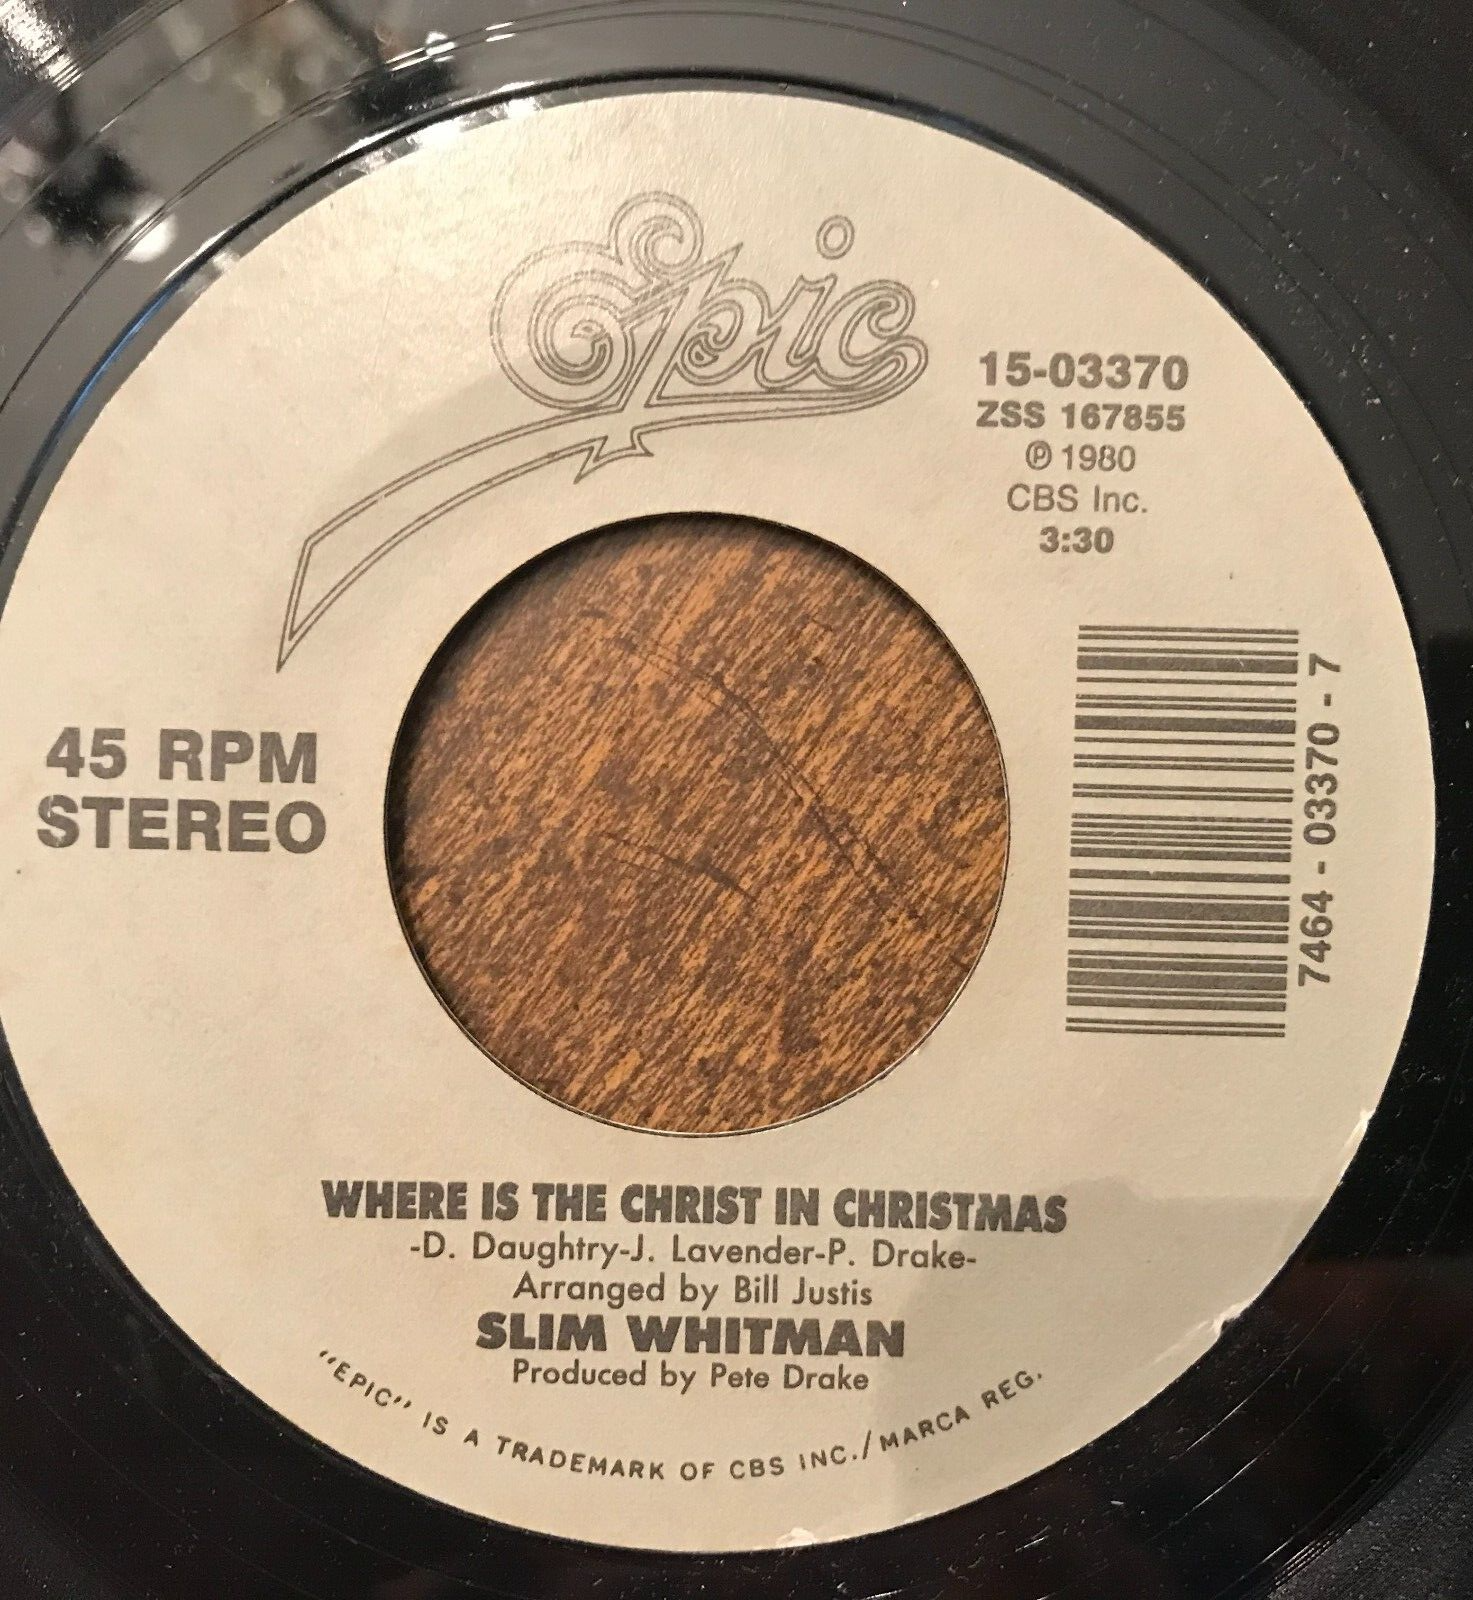 Epic
15-03370
ZSS 167855
℗ 1980
CBS Inc.
3:30
45 RPM
STEREO
7464 - 03370 - 7
WHERE IS THE CHRIST IN CHRISTMAS
-D. Daughtry-J. Lavender-P. Drake-
Arranged by Bill Justis
SLIM WHITMAN
Produced by Pete Drake
"EPIC" IS A TRADEMARK OF CBS INC./MARCA REG.